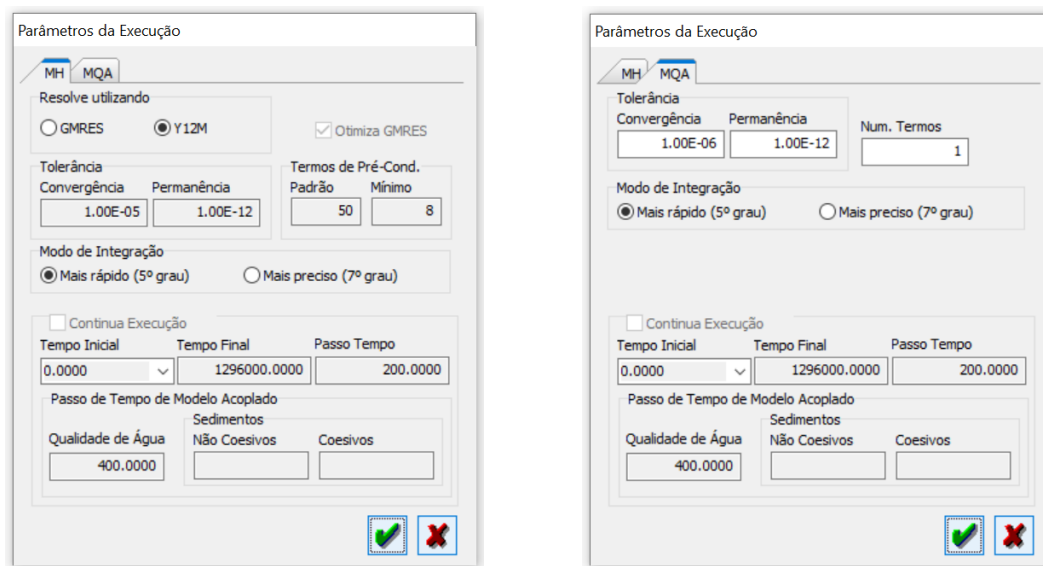 Parâmetros da Execução
MH MQA
Resolve utilizando
GMRES Y12M Otimiza GMRES
Tolerância Termos de Pré-Cond.
Convergência Permanência Padrão Mínimo
1.00E-05 1.00E-12 50 8
Modo de Integração
Mais rápido (5º grau) Mais preciso (7º grau)
Continua Execução
Tempo Inicial Tempo Final Passo Tempo
0.0000 1296000.0000 200.0000
Passo de Tempo de Modelo Acoplado
Sedimentos
Qualidade de Água Não Coesivos Coesivos
400.0000
Parâmetros da Execução
MH MQA
Tolerância
Convergência Permanência Num. Termos
1.00E-06 1.00E-12 1
Modo de Integração
Mais rápido (5º grau) Mais preciso (7º grau)
Continua Execução
Tempo Inicial Tempo Final Passo Tempo
0.0000 1296000.0000 200.0000
Passo de Tempo de Modelo Acoplado
Sedimentos
Qualidade de Água Não Coesivos Coesivos
400.0000